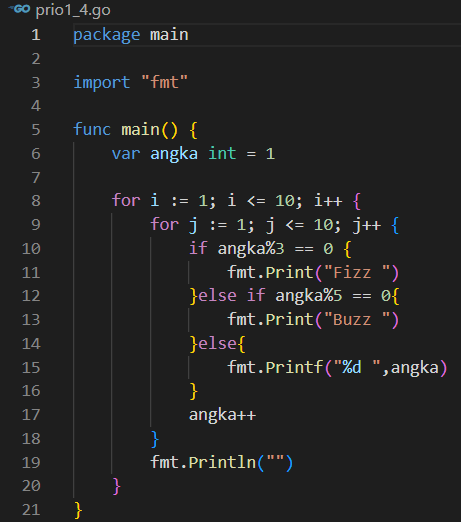 GO prio1_4.go
1 package main
2
3 import "fmt"
4
5 func main() {
6     var angka int = 1
7
8     for i := 1; i <= 10; i++ {
9         for j := 1; j <= 10; j++ {
10             if angka%3 == 0 {
11                 fmt.Print("Fizz ")
12             }else if angka%5 == 0{
13                 fmt.Print("Buzz ")
14             }else{
15                 fmt.Printf("%d ",angka)
16             }
17             angka++
18         }
19         fmt.Println("")
20     }
21 }